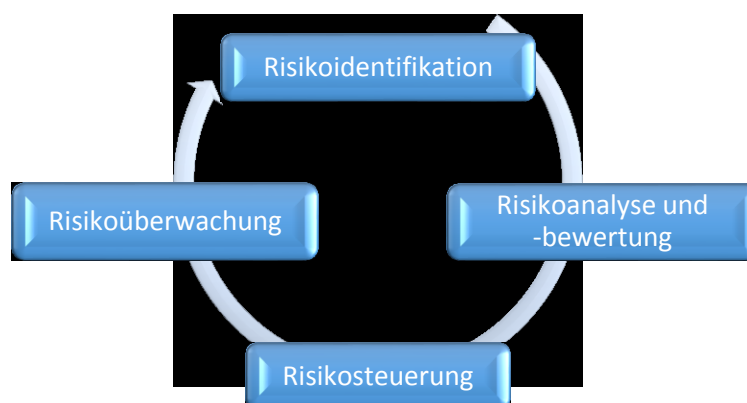 Risikoidentifikation
Risikoanalyse und
-bewertung
Risikosteuerung
Risikoüberwachung